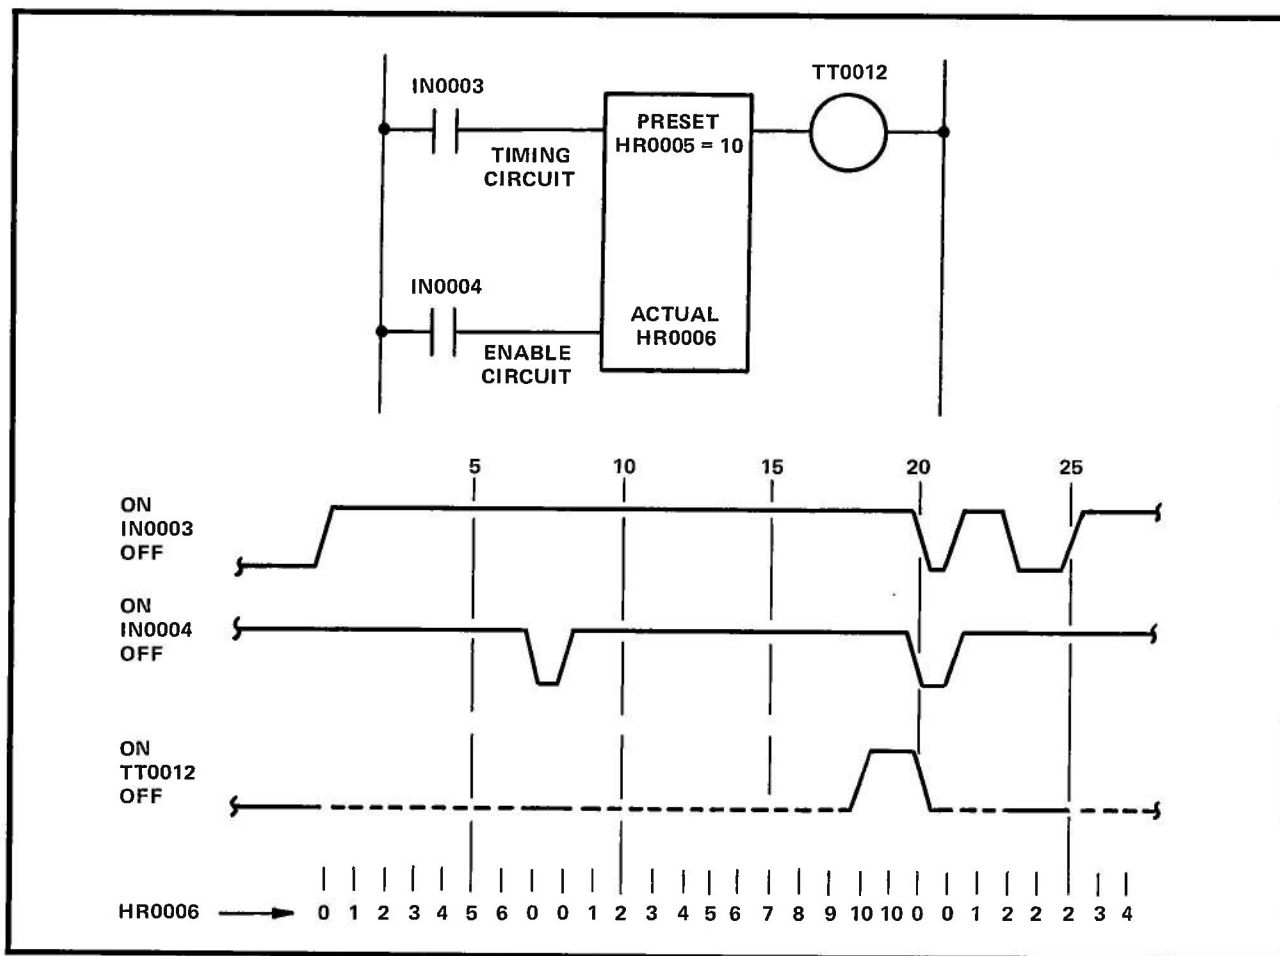 IN0003
TT0012
PRESET
HR0005 = 10
TIMING
CIRCUIT
IN0004
ACTUAL
HR0006
ENABLE
CIRCUIT
5 10 15 20 25
ON
IN0003
OFF
ON
IN0004
OFF
ON
TT0012
OFF
HR0006 0 1 2 3 4 5 6 0 0 1 2 3 4 5 6 7 8 9 10 10 0 0 1 2 2 2 3 4